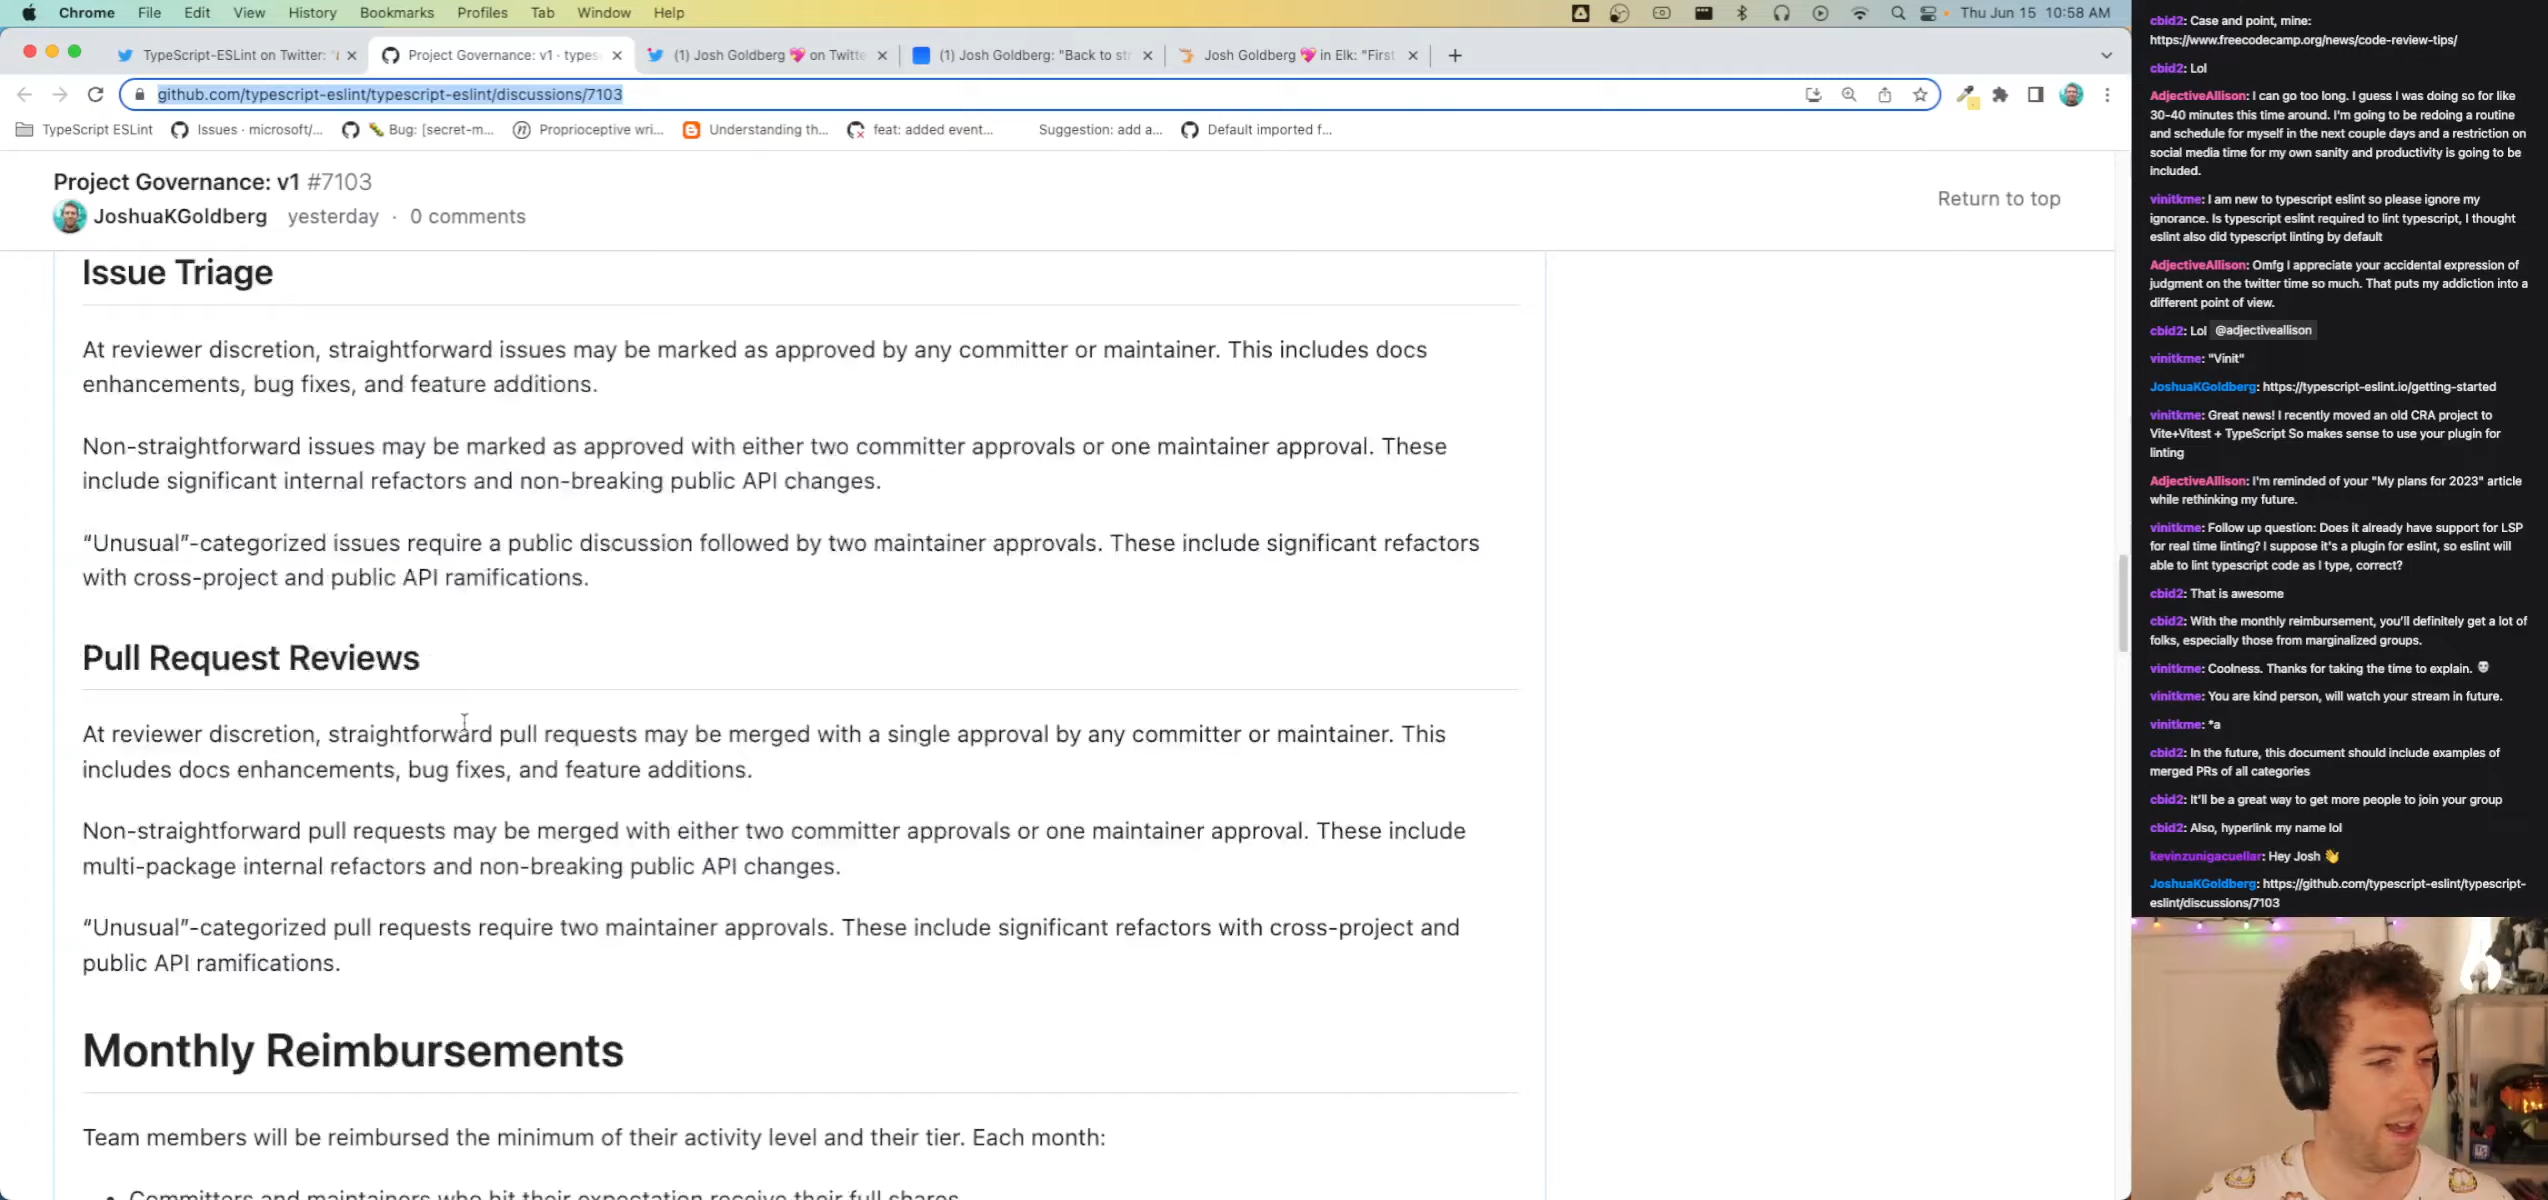 Chrome File Edit View History Bookmarks Profiles Tab Window Help Thu Jun 15 10:58 AM
TypeScript-ESLint on Twitter: "
Project Governance: v1 · types
(1) Josh Goldberg 💖 on Twitte
(1) Josh Goldberg: "Back to str
Josh Goldberg 💖 in Elk: "First
github.com/typescript-eslint/typescript-eslint/discussions/7103
TypeScript ESLint
Issues · microsoft/...
🐛 Bug: [secret-m...
Proprioceptive wri...
Understanding th...
feat: added event...
Suggestion: add a...
Default imported f...
Project Governance: v1 #7103
JoshuaKGoldberg yesterday · 0 comments
Return to top
Issue Triage
At reviewer discretion, straightforward issues may be marked as approved by any committer or maintainer. This includes docs
enhancements, bug fixes, and feature additions.
Non-straightforward issues may be marked as approved with either two committer approvals or one maintainer approval. These
include significant internal refactors and non-breaking public API changes.
“Unusual”-categorized issues require a public discussion followed by two maintainer approvals. These include significant refactors
with cross-project and public API ramifications.
Pull Request Reviews
At reviewer discretion, straightforward pull requests may be merged with a single approval by any committer or maintainer. This
includes docs enhancements, bug fixes, and feature additions.
Non-straightforward pull requests may be merged with either two committer approvals or one maintainer approval. These include
multi-package internal refactors and non-breaking public API changes.
“Unusual”-categorized pull requests require two maintainer approvals. These include significant refactors with cross-project and
public API ramifications.
Monthly Reimbursements
Team members will be reimbursed the minimum of their activity level and their tier. Each month:
• Committers and maintainers who hit their expectation receive their full shares
cbid2: Case and point, mine:
https://www.freecodecamp.org/news/code-review-tips/
cbid2: Lol
AdjectiveAllison: I can go too long. I guess I was doing so for like
30-40 minutes this time around. I'm going to be redoing a routine
and schedule for myself in the next couple days and a restriction on
social media time for my own sanity and productivity is going to be
included.
vinitkme: I am new to typescript eslint so please ignore my
ignorance. Is typescript eslint required to lint typescript, I thought
eslint also did typescript linting by default
AdjectiveAllison: Omfg I appreciate your accidental expression of
judgment on the twitter time so much. That puts my addiction into a
different point of view.
cbid2: Lol @adjectiveallison
vinitkme: "Vinit"
JoshuaKGoldberg: https://typescript-eslint.io/getting-started
vinitkme: Great news! I recently moved an old CRA project to
Vite+Vitest + TypeScript So makes sense to use your plugin for
linting
AdjectiveAllison: I'm reminded of your "My plans for 2023" article
while rethinking my future.
vinitkme: Follow up question: Does it already have support for LSP
for real time linting? I suppose it's a plugin for eslint, so eslint will
able to lint typescript code as I type, correct?
cbid2: That is awesome
cbid2: With the monthly reimbursement, you'll definitely get a lot of
folks, especially those from marginalized groups.
vinitkme: Coolness. Thanks for taking the time to explain.
vinitkme: You are kind person, will watch your stream in future.
vinitkme: *a
cbid2: In the future, this document should include examples of
merged PRs of all categories
cbid2: It'll be a great way to get more people to join your group
cbid2: Also, hyperlink my name lol
kevinzunigacuellar: Hey Josh 👋
JoshuaKGoldberg: https://github.com/typescript-eslint/typescript-
eslint/discussions/7103